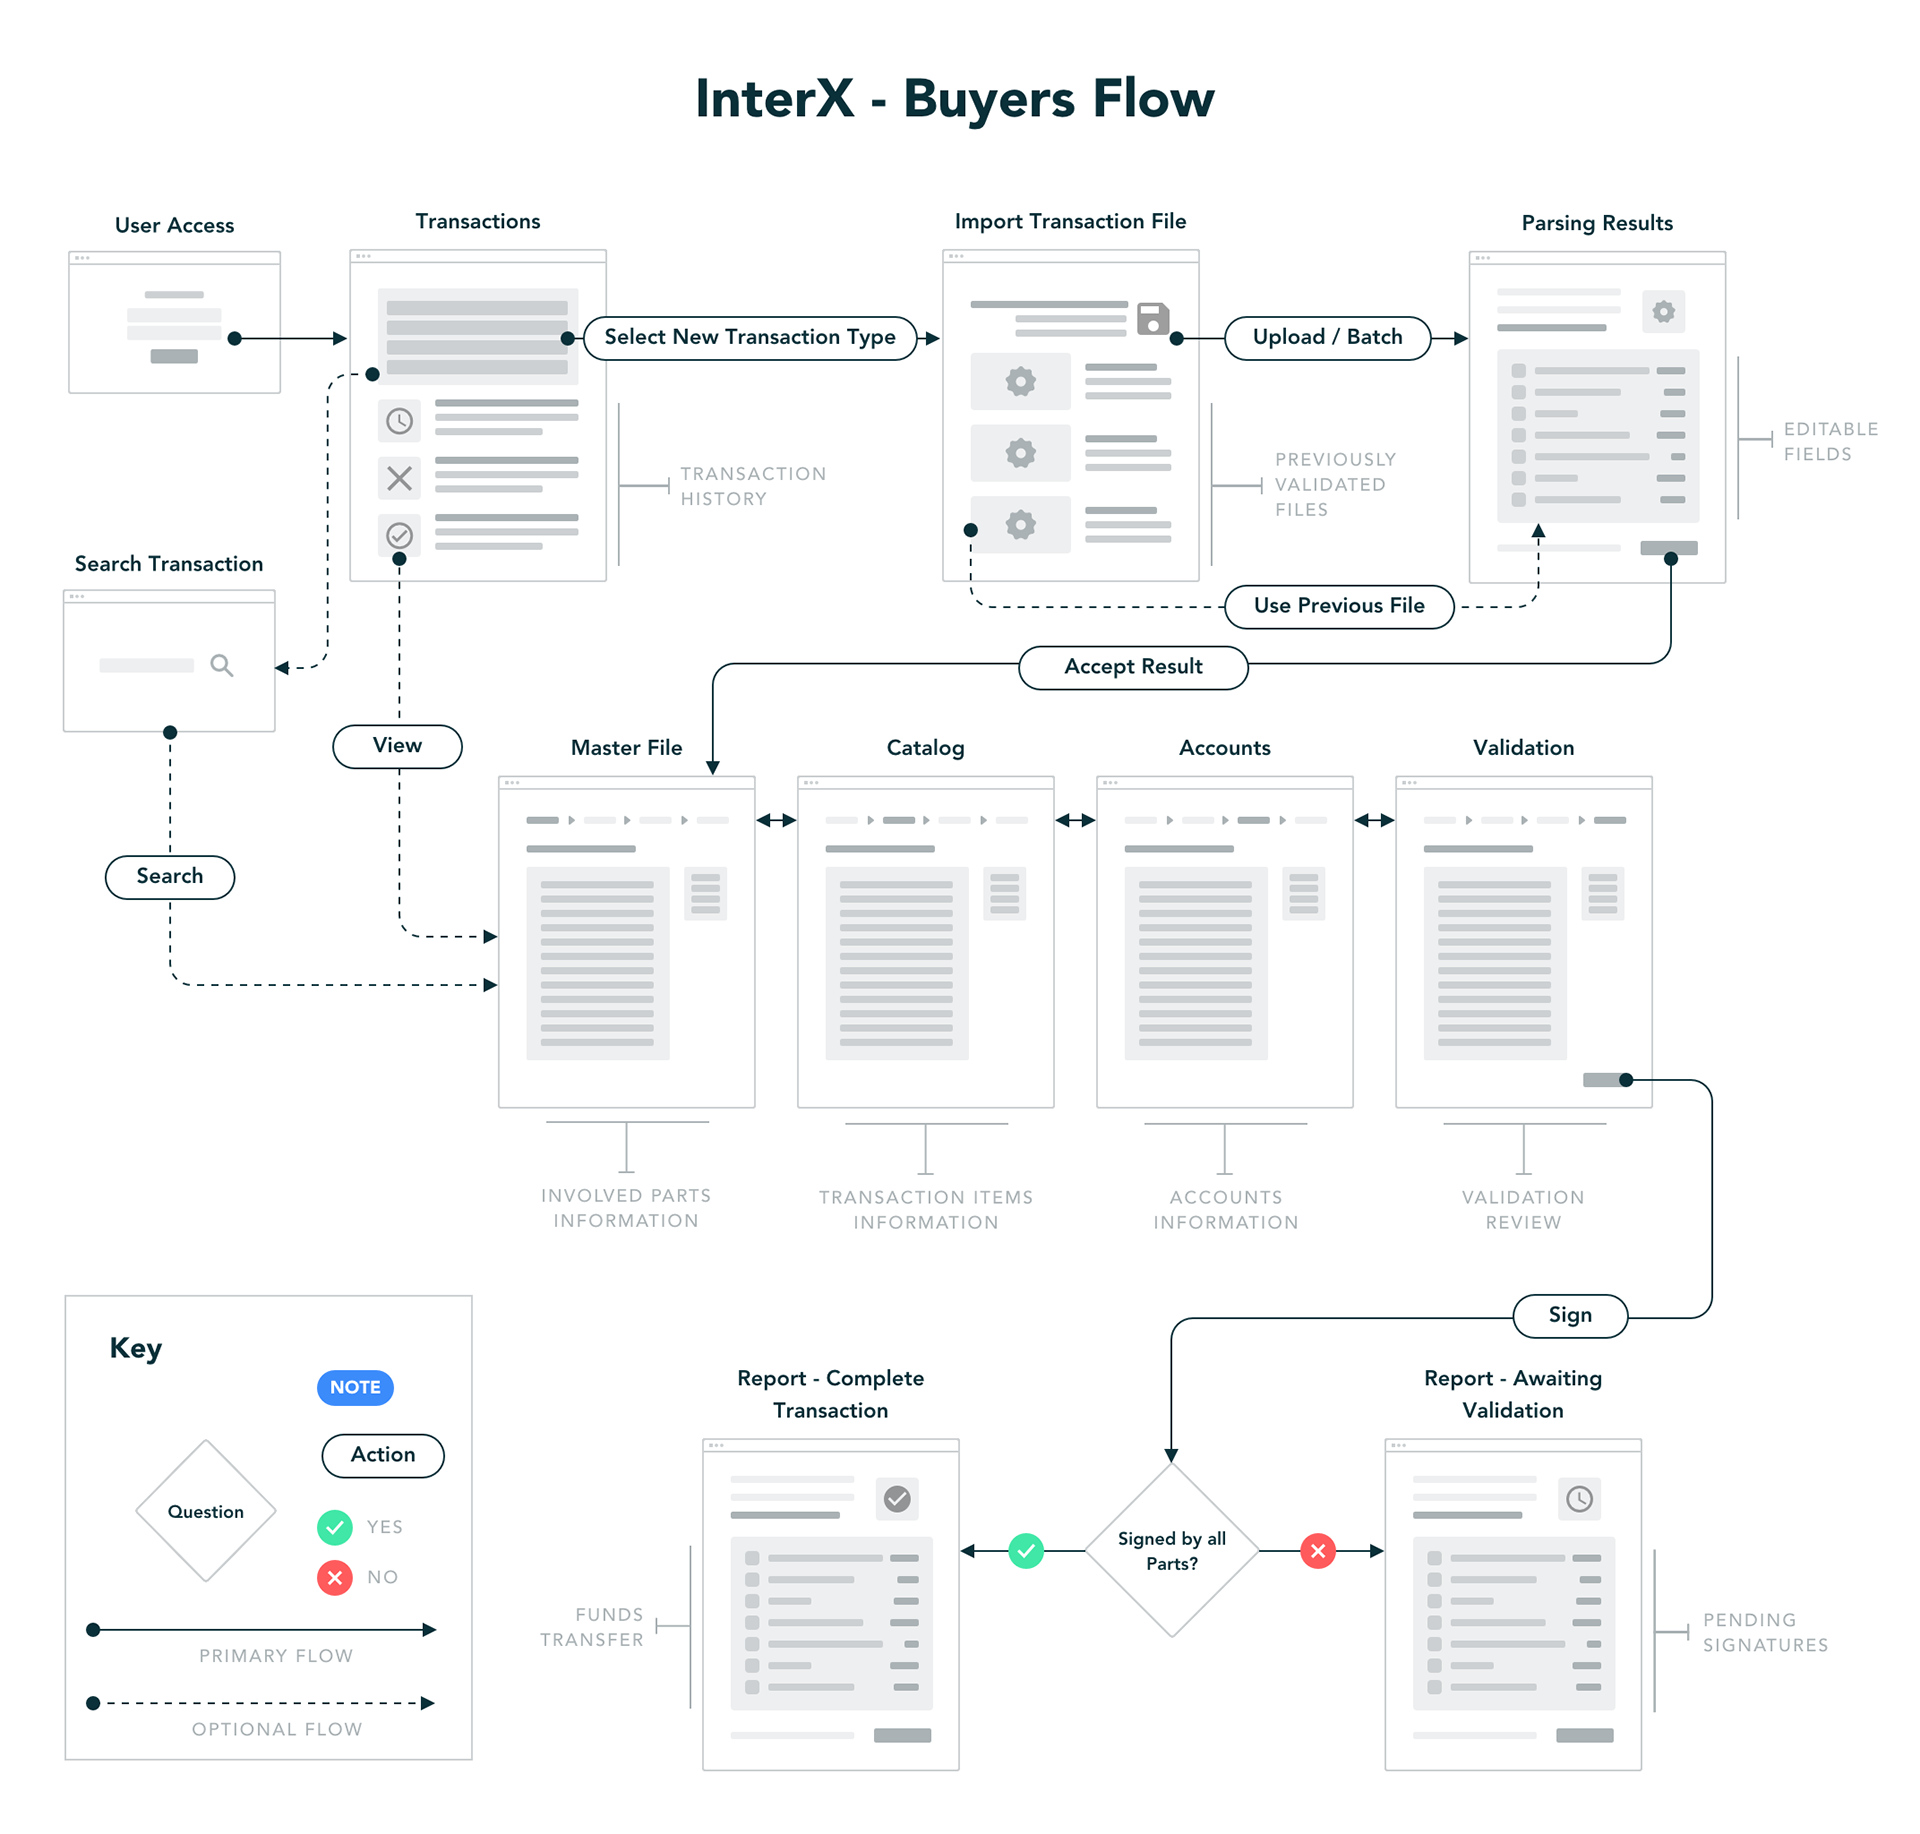 InterX - Buyers Flow
User Access
Transactions
Import Transaction File
Parsing Results
Select New Transaction Type
Upload / Batch
TRANSACTION
HISTORY
PREVIOUSLY
VALIDATED
FILES
EDITABLE
FIELDS
Search Transaction
Use Previous File
Accept Result
View
Search
Master File
Catalog
Accounts
Validation
INVOLVED PARTS
INFORMATION
TRANSACTION ITEMS
INFORMATION
ACCOUNTS
INFORMATION
VALIDATION
REVIEW
Sign
Key
NOTE
Action
Question
YES
NO
PRIMARY FLOW
OPTIONAL FLOW
Report - Complete
Transaction
Report - Awaiting
Validation
Signed by all
Parts?
FUNDS
TRANSFER
PENDING
SIGNATURES